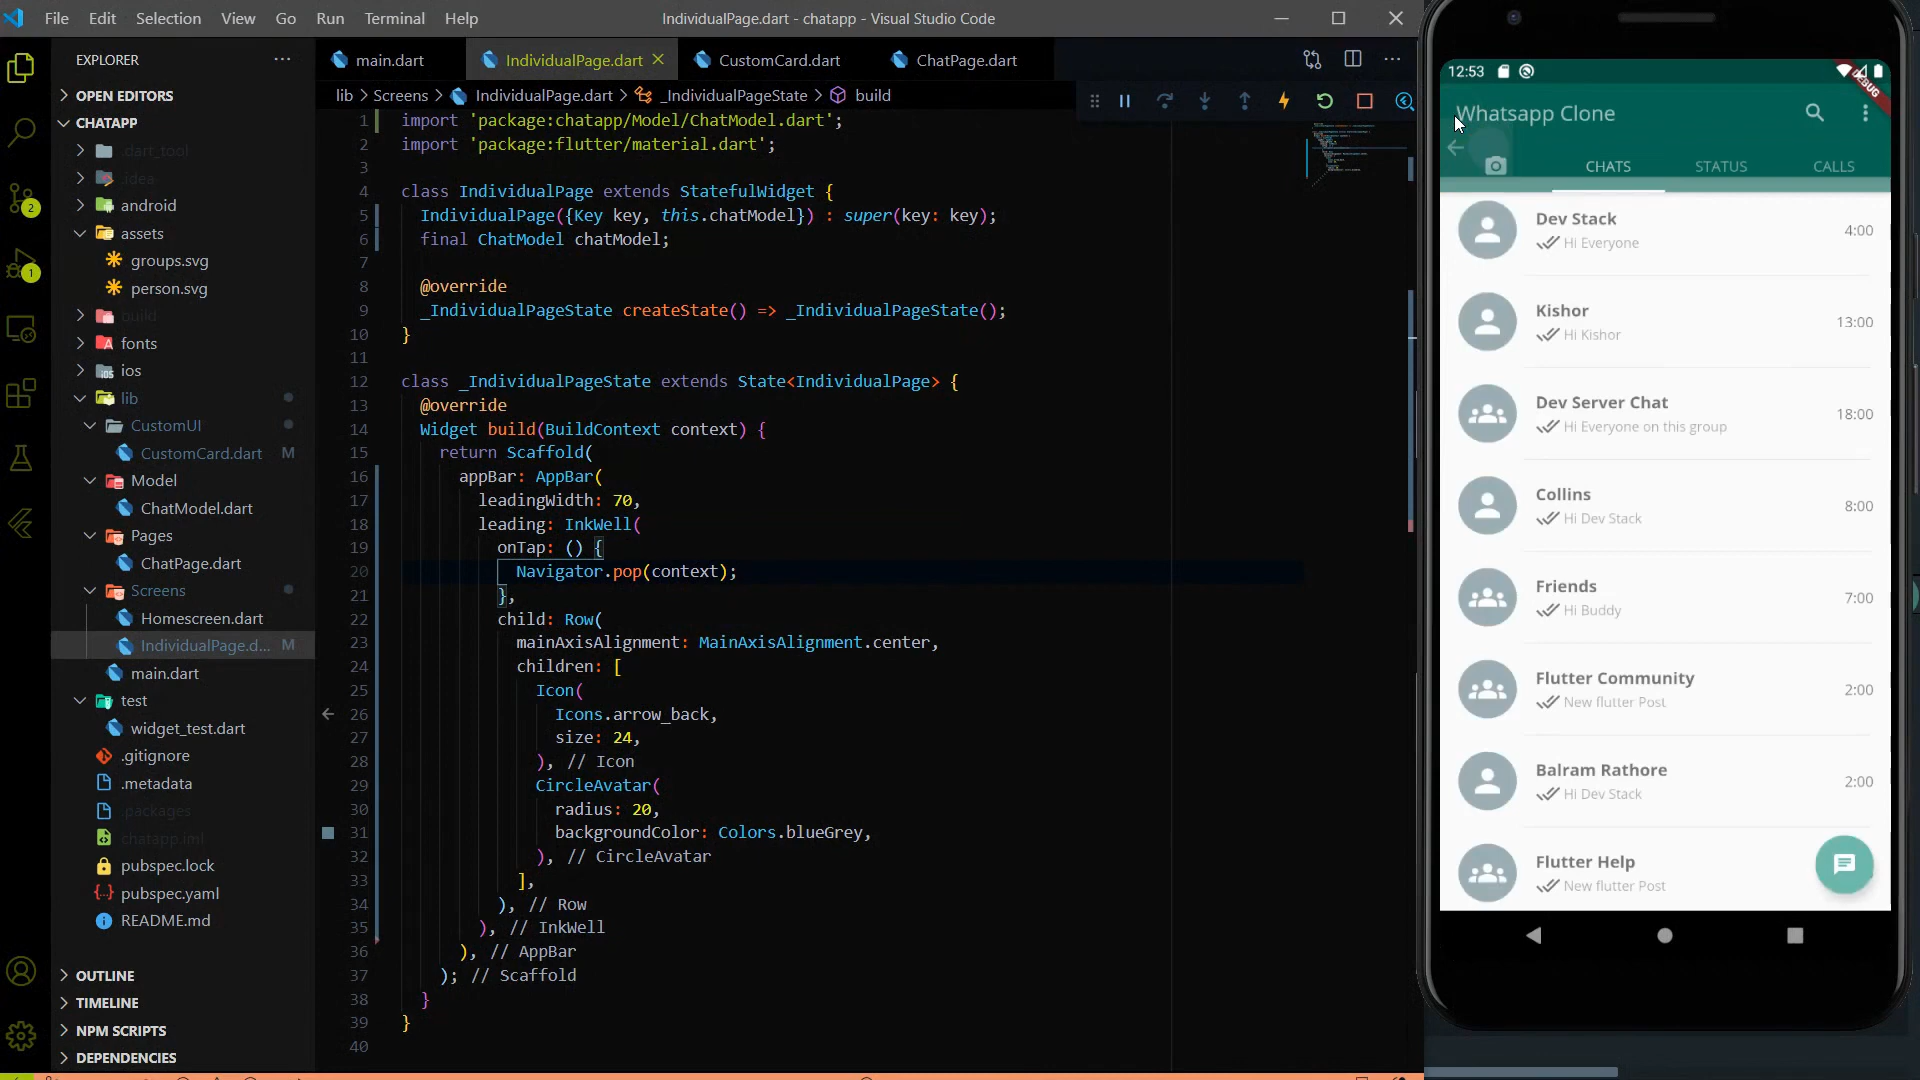 File Edit Selection View Go Run Terminal Help
IndividualPage.dart - chatapp - Visual Studio Code
EXPLORER
OPEN EDITORS
CHATAPP
.dart_tool
.idea
android
assets
groups.svg
person.svg
build
fonts
ios
lib
CustomUI
CustomCard.dart M
Model
ChatModel.dart
Pages
ChatPage.dart
Screens
Homescreen.dart
IndividualPage.d... M
main.dart
test
widget_test.dart
.gitignore
.metadata
.packages
chatapp.iml
pubspec.lock
pubspec.yaml
README.md
OUTLINE
TIMELINE
NPM SCRIPTS
DEPENDENCIES
2
1
main.dart IndividualPage.dart CustomCard.dart ChatPage.dart
lib > Screens > IndividualPage.dart > _IndividualPageState > build
1 import 'package:chatapp/Model/ChatModel.dart';
2 import 'package:flutter/material.dart';
3
4 class IndividualPage extends StatefulWidget {
5 IndividualPage({Key key, this.chatModel}) : super(key: key);
6 final ChatModel chatModel;
7
8 @override
9 _IndividualPageState createState() => _IndividualPageState();
10 }
11
12 class _IndividualPageState extends State<IndividualPage> {
13 @override
14 Widget build(BuildContext context) {
15 return Scaffold(
16 appBar: AppBar(
17 leadingWidth: 70,
18 leading: InkWell(
19 onTap: () {
20 Navigator.pop(context);
21 },
22 child: Row(
23 mainAxisAlignment: MainAxisAlignment.center,
24 children: [
25 Icon(
26 Icons.arrow_back,
27 size: 24,
28 ), // Icon
29 CircleAvatar(
30 radius: 20,
31 backgroundColor: Colors.blueGrey,
32 ), // CircleAvatar
33 ],
34 ), // Row
35 ), // InkWell
36 ), // AppBar
37 ); // Scaffold
38 }
39 }
40
12:53
DEBUG
Whatsapp Clone
CHATS STATUS CALLS
Dev Stack
Hi Everyone
4:00
Kishor
Hi Kishor
13:00
Dev Server Chat
Hi Everyone on this group
18:00
Collins
Hi Dev Stack
8:00
Friends
Hi Buddy
7:00
Flutter Community
New flutter Post
2:00
Balram Rathore
Hi Dev Stack
2:00
Flutter Help
New flutter Post